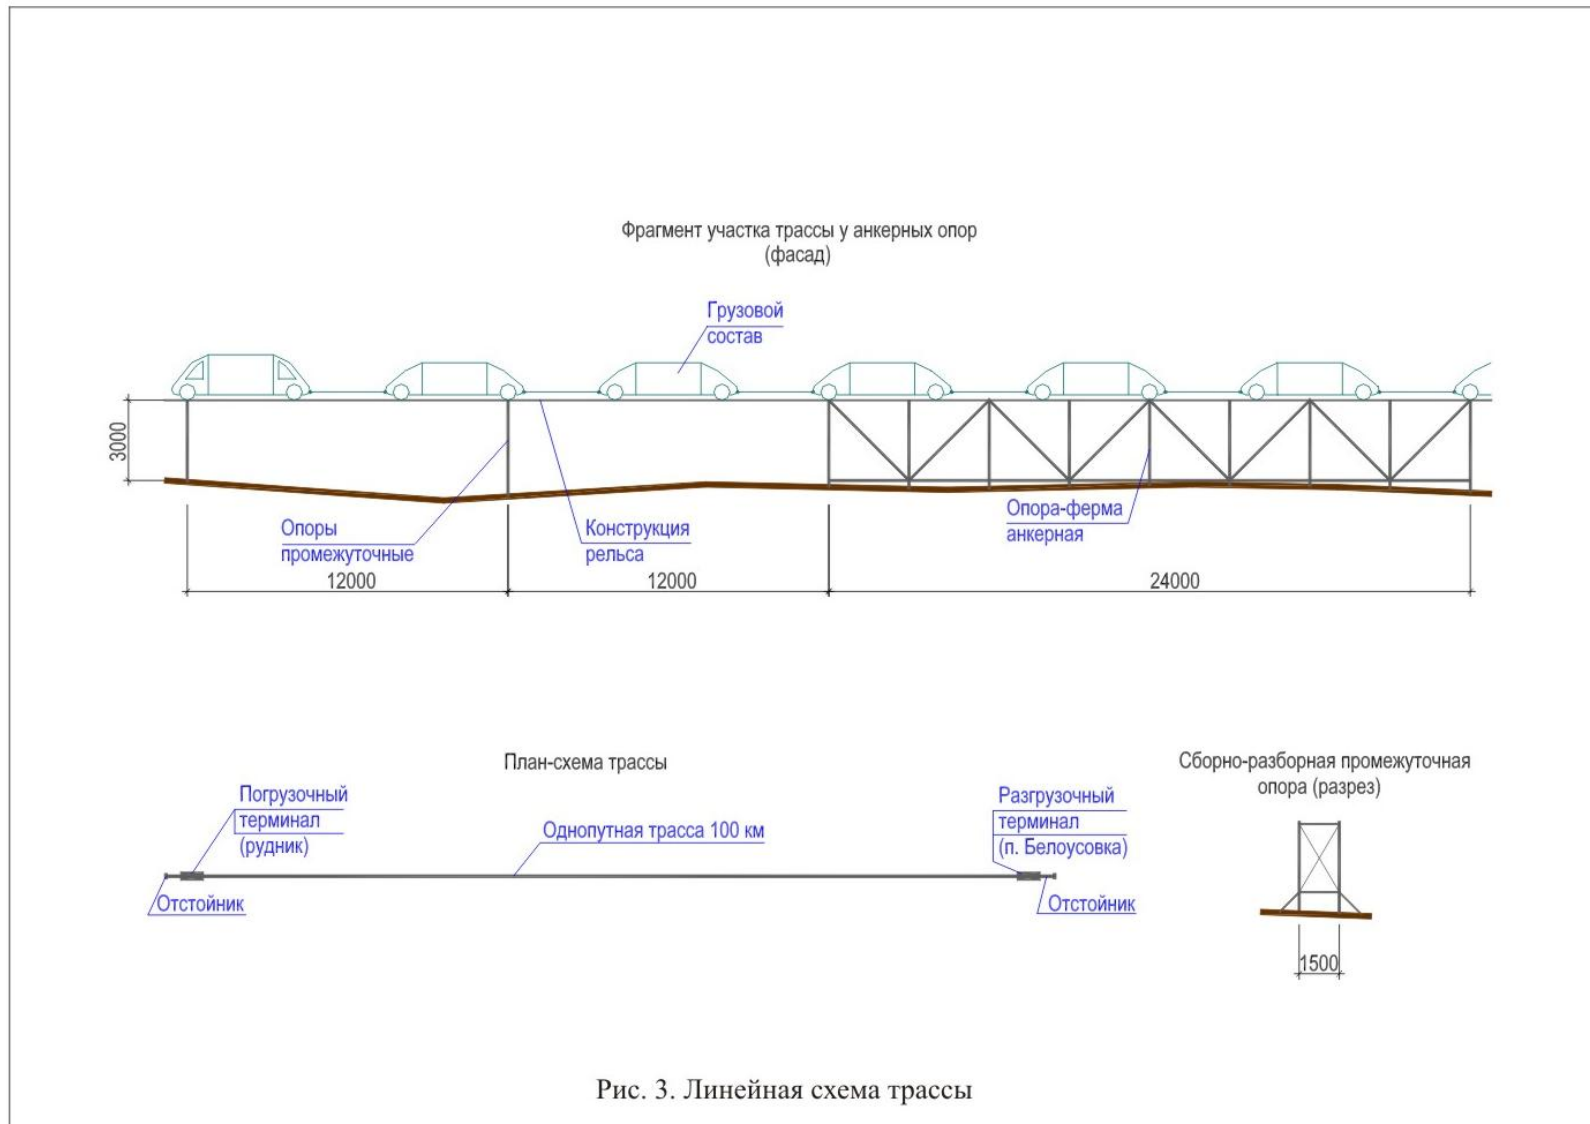 Фрагмент участка трассы у анкерных опор
(фасад)
Грузовой
состав
3000
Опоры
промежуточные
Конструкция
рельса
Опора-ферма
анкерная
12000
12000
24000
План-схема трассы
Погрузочный
терминал
(рудник)
Однопутная трасса 100 км
Разгрузочный
терминал
(п. Белоусовка)
Отстойник
Отстойник
Сборно-разборная промежуточная
опора (разрез)
1500
Рис. 3. Линейная схема трассы